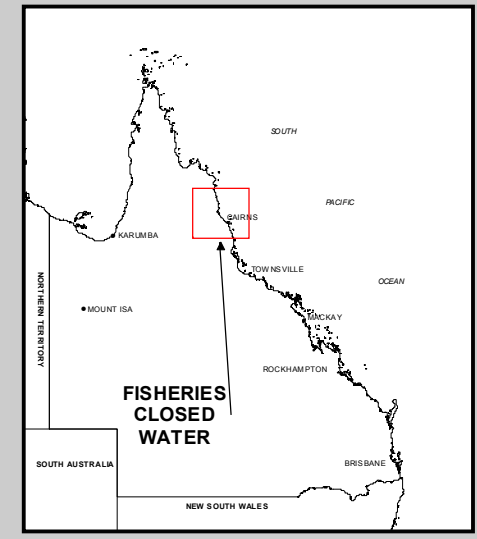 SOUTH
PACIFIC
CAIRNS
KARUMBA
TOWNSVILLE
OCEAN
NORTHERN TERRITORY
MOUNT ISA
MACKAY
ROCKHAMPTON
FISHERIES
CLOSED
WATER
SOUTH AUSTRALIA
BRISBANE
NEW SOUTH WALES